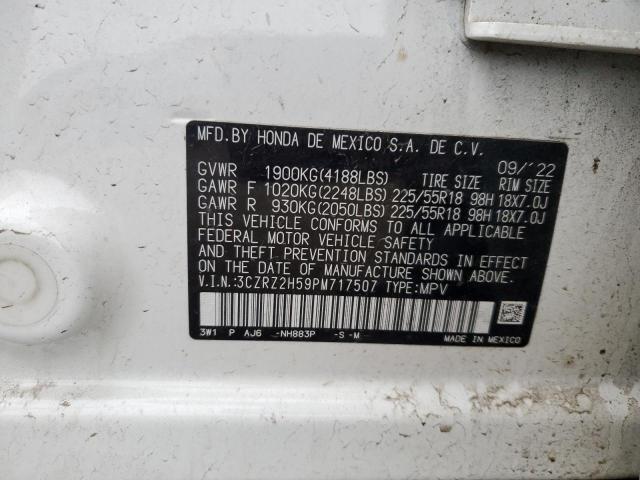 MFD.BY HONDA DE MEXICO S.A. DE C.V.
09/'22
GVWR 1900KG(4188LBS) TIRE SIZE RIM SIZE
GAWR F 1020KG(2248LBS) 225/55R18 98H 18X7.0J
GAWR R 930KG(2050LBS) 225/55R18 98H 18X7.0J
THIS VEHICLE CONFORMS TO ALL APPLICABLE
FEDERAL MOTOR VEHICLE SAFETY
AND THEFT PREVENTION STANDARDS IN EFFECT
ON THE DATE OF MANUFACTURE SHOWN ABOVE.
V.I.N.:3CZRZ2H59PM717507 TYPE:MPV
3W1 P AJ6 -NH883P -S-M- MADE IN MEXICO